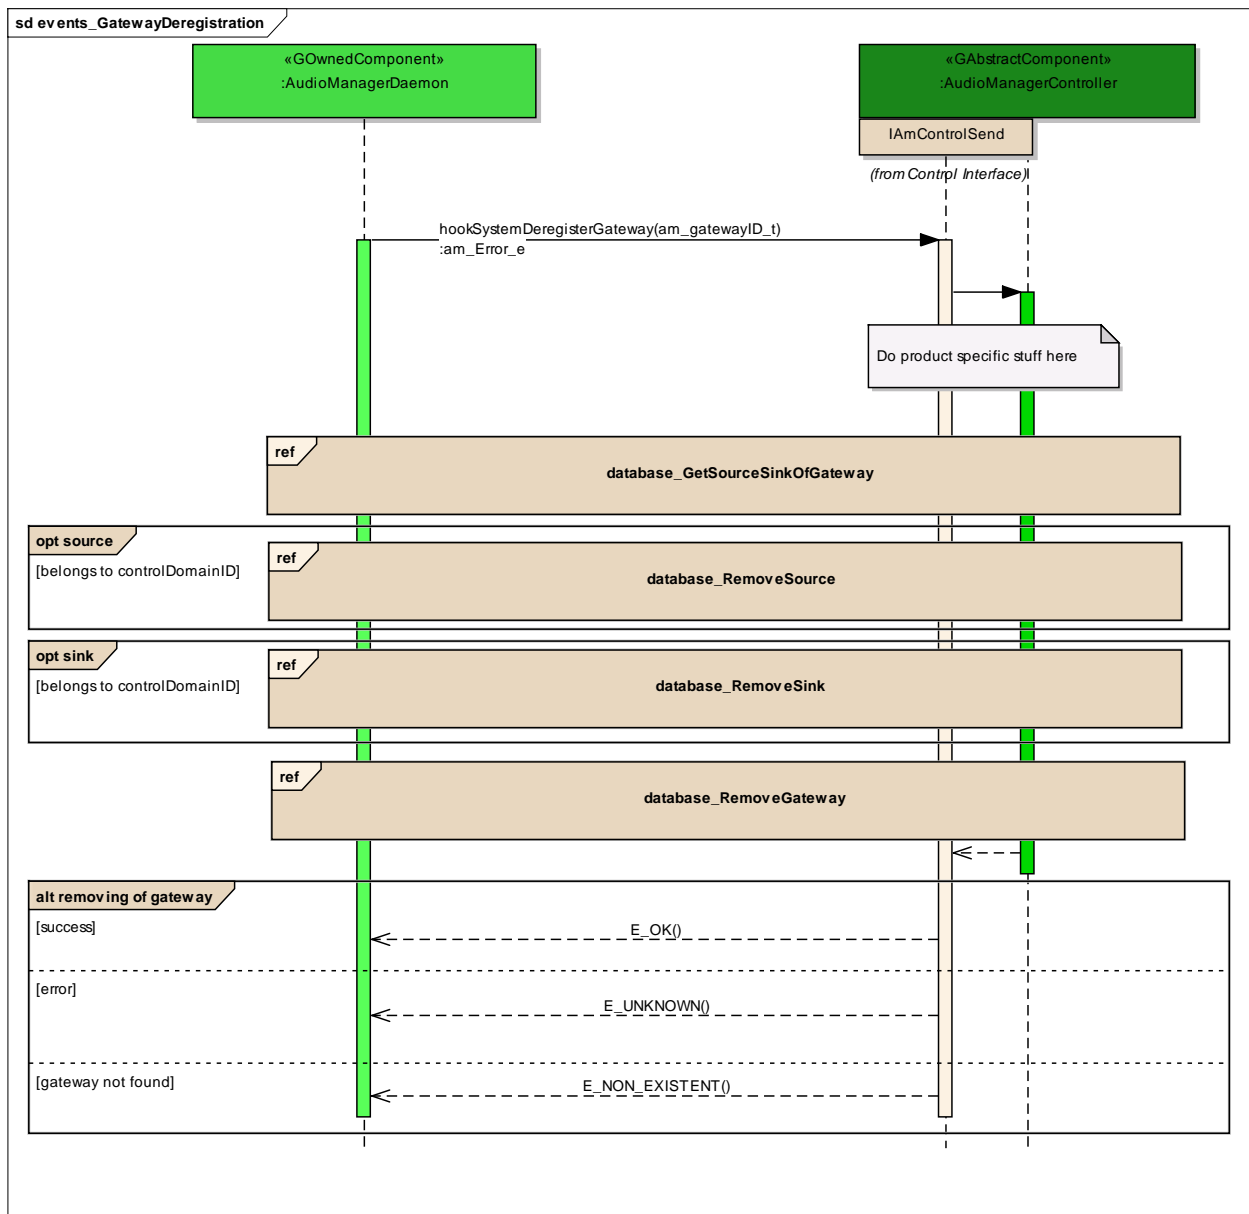 sd events_GatewayDeregistration
«GOwnedComponent»
:AudioManagerDaemon
«GAbstractComponent»
:AudioManagerController
IAmControlSend
(from Control Interface)
hookSystemDeregisterGateway(am_gatewayID_t)
:am_Error_e
Do product specific stuff here
ref
database_GetSourceSinkOfGateway
opt source
[belongs to controlDomainID]
ref
database_RemoveSource
opt sink
[belongs to controlDomainID]
ref
database_RemoveSink
ref
database_RemoveGateway
alt removing of gateway
[success]
E_OK()
[error]
E_UNKNOWN()
[gateway not found]
E_NON_EXISTENT()